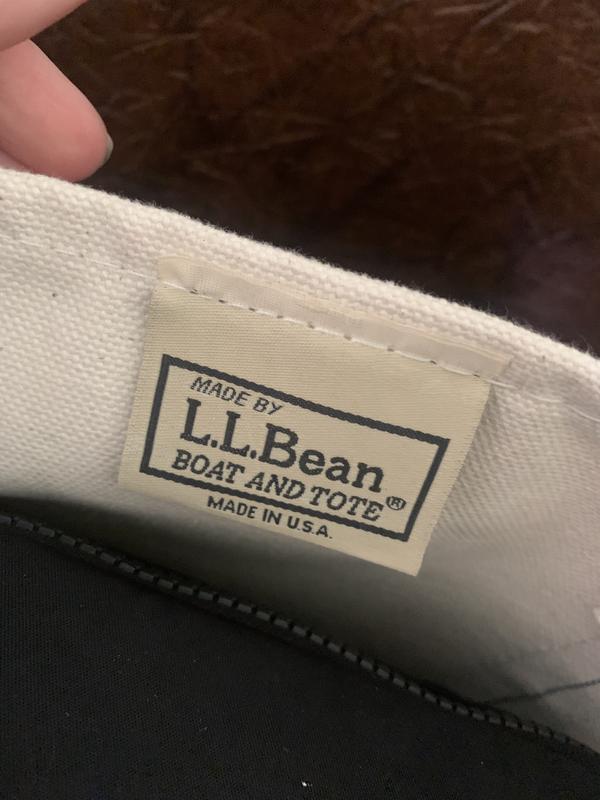 MADE BY
L.L.Bean
BOAT AND TOTE®
MADE IN U.S.A.